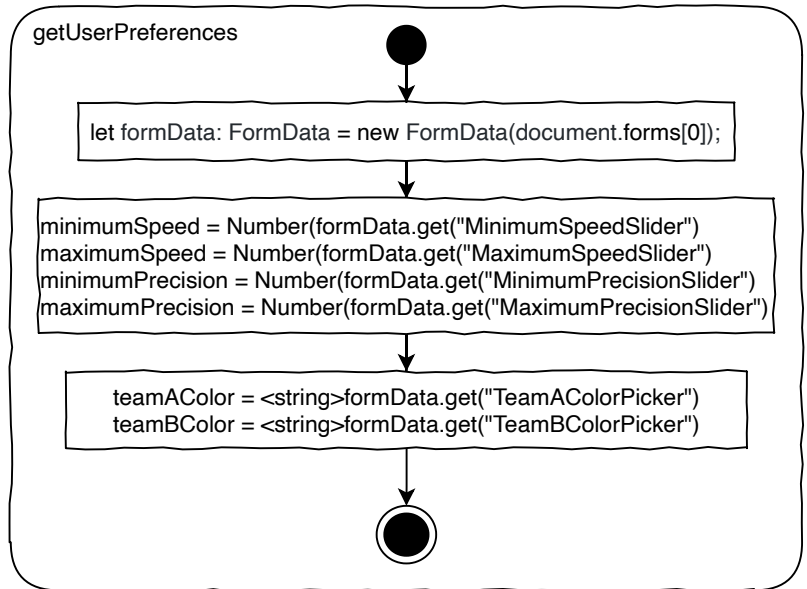 getUserPreferences
let formData: FormData = new FormData(document.forms[0]);
minimumSpeed = Number(formData.get("MinimumSpeedSlider")
maximumSpeed = Number(formData.get("MaximumSpeedSlider")
minimumPrecision = Number(formData.get("MinimumPrecisionSlider")
maximumPrecision = Number(formData.get("MaximumPrecisionSlider")
teamAColor = <string>formData.get("TeamAColorPicker")
teamBColor = <string>formData.get("TeamBColorPicker")